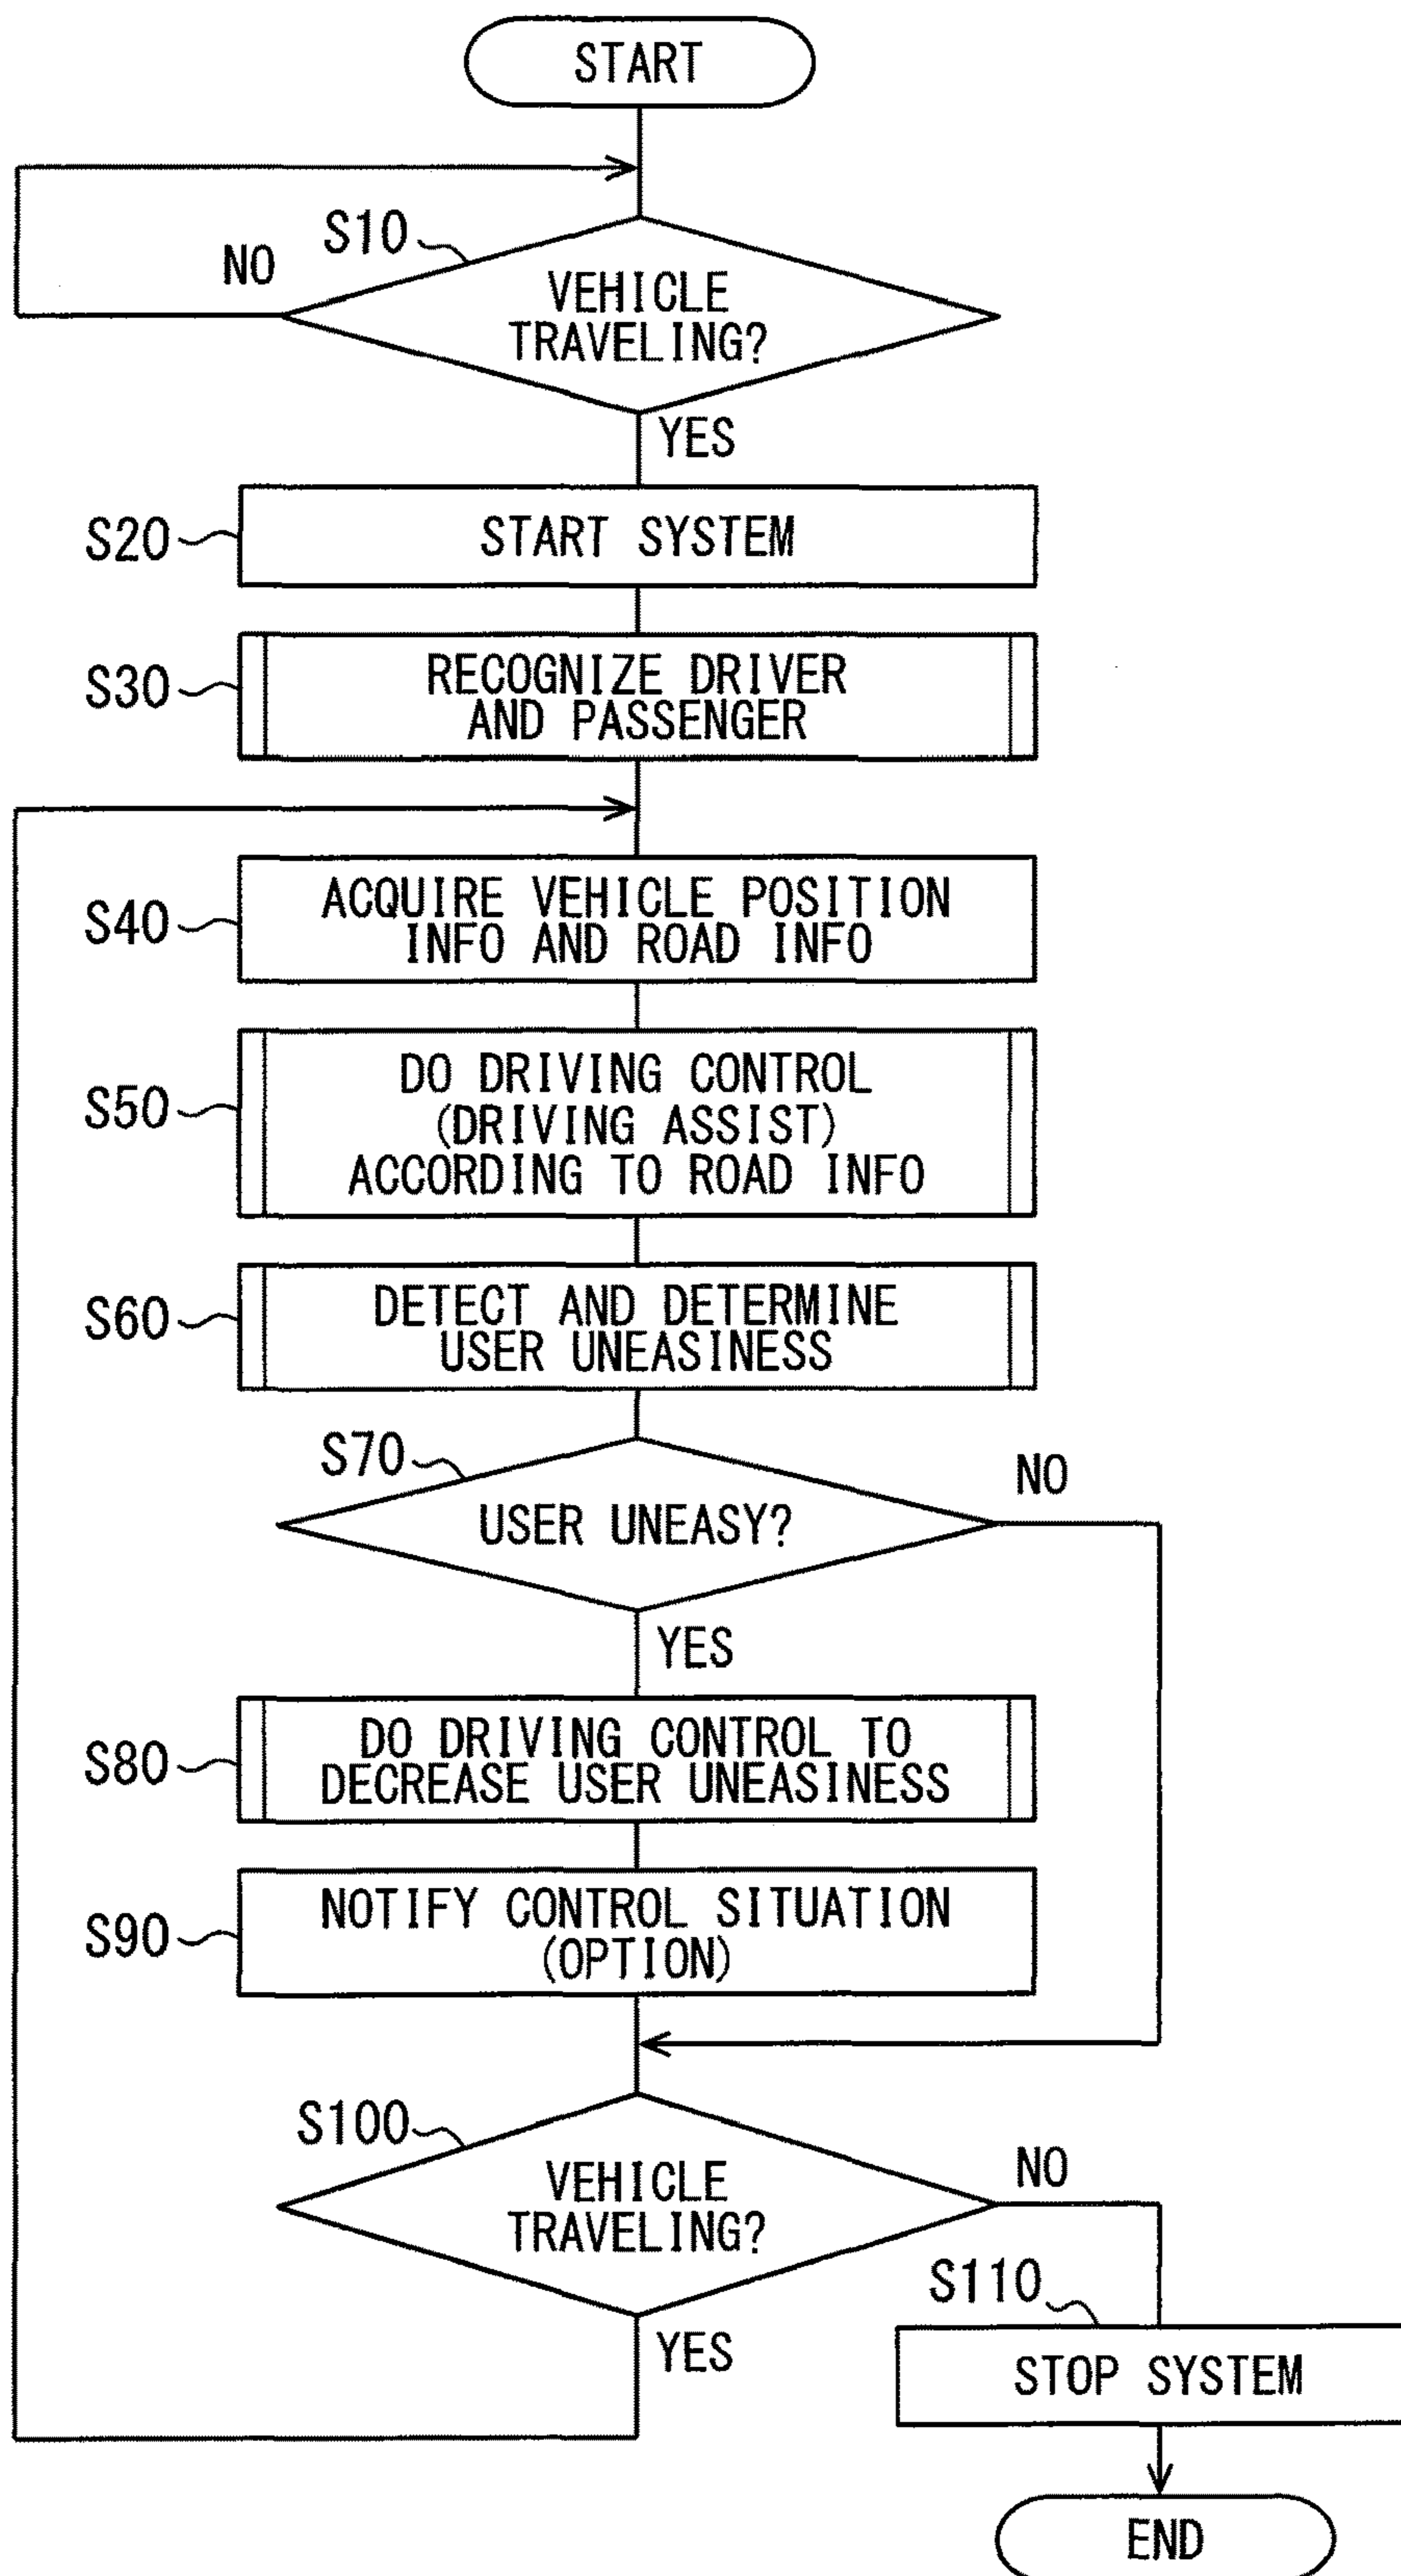 START
S10
NO
VEHICLE
TRAVELING?
YES
S20
START SYSTEM
S30
RECOGNIZE DRIVER
AND PASSENGER
S40
ACQUIRE VEHICLE POSITION
INFO AND ROAD INFO
S50
DO DRIVING CONTROL
(DRIVING ASSIST)
ACCORDING TO ROAD INFO
S60
DETECT AND DETERMINE
USER UNEASINESS
S70
NO
USER UNEASY?
YES
S80
DO DRIVING CONTROL TO
DECREASE USER UNEASINESS
S90
NOTIFY CONTROL SITUATION
(OPTION)
S100
NO
VEHICLE
TRAVELING?
YES
S110
STOP SYSTEM
END